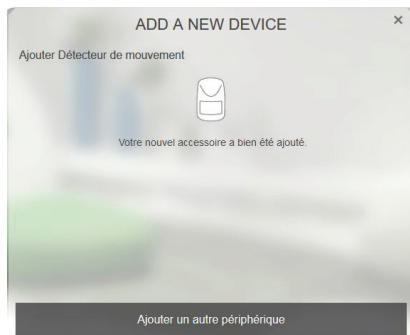 ADD A NEW DEVICE ×
Ajouter Détecteur de mouvement
Votre nouvel accessoire a bien été ajouté.
Ajouter un autre périphérique